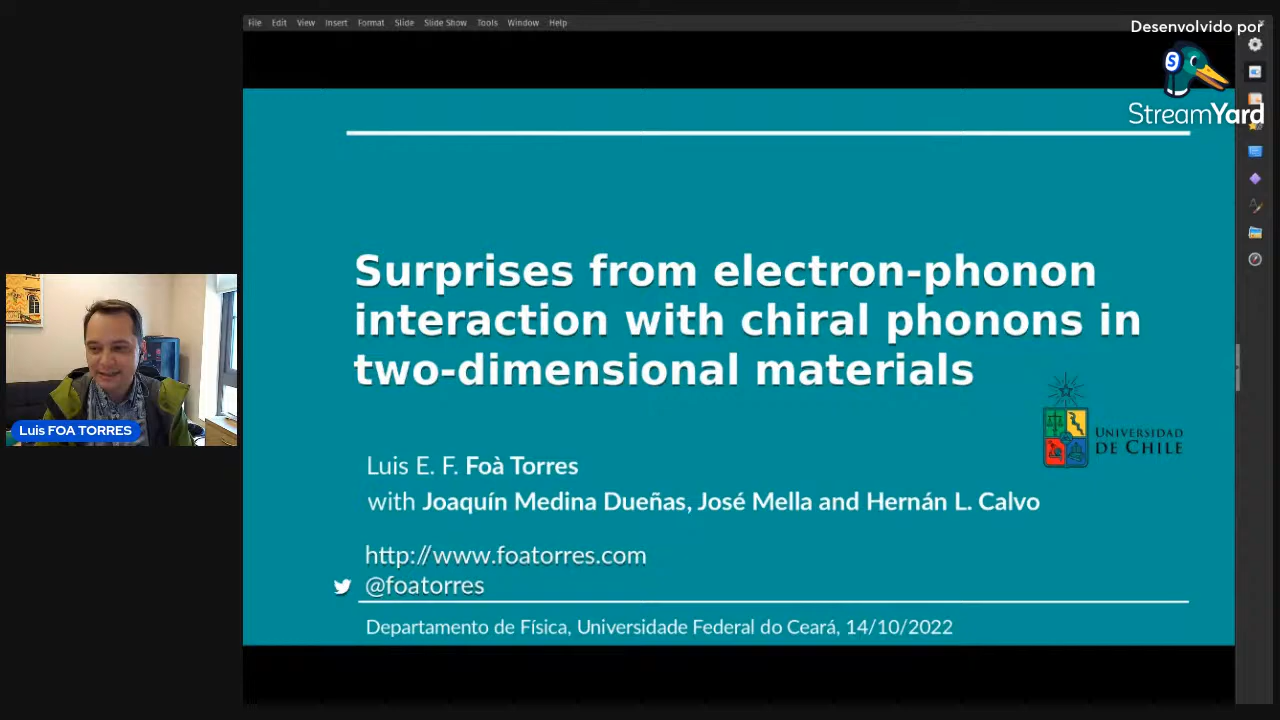 File Edit View Insert Format Slide Slide Show Tools Window Help
Desenvolvido por
S
StreamYard
Surprises from electron-phonon
interaction with chiral phonons in
two-dimensional materials
UNIVERSIDAD
DE CHILE
Luis FOA TORRES
Luis E. F. Foà Torres
with Joaquín Medina Dueñas, José Mella and Hernán L. Calvo
http://www.foatorres.com
@foatorres
Departamento de Física, Universidade Federal do Ceará, 14/10/2022